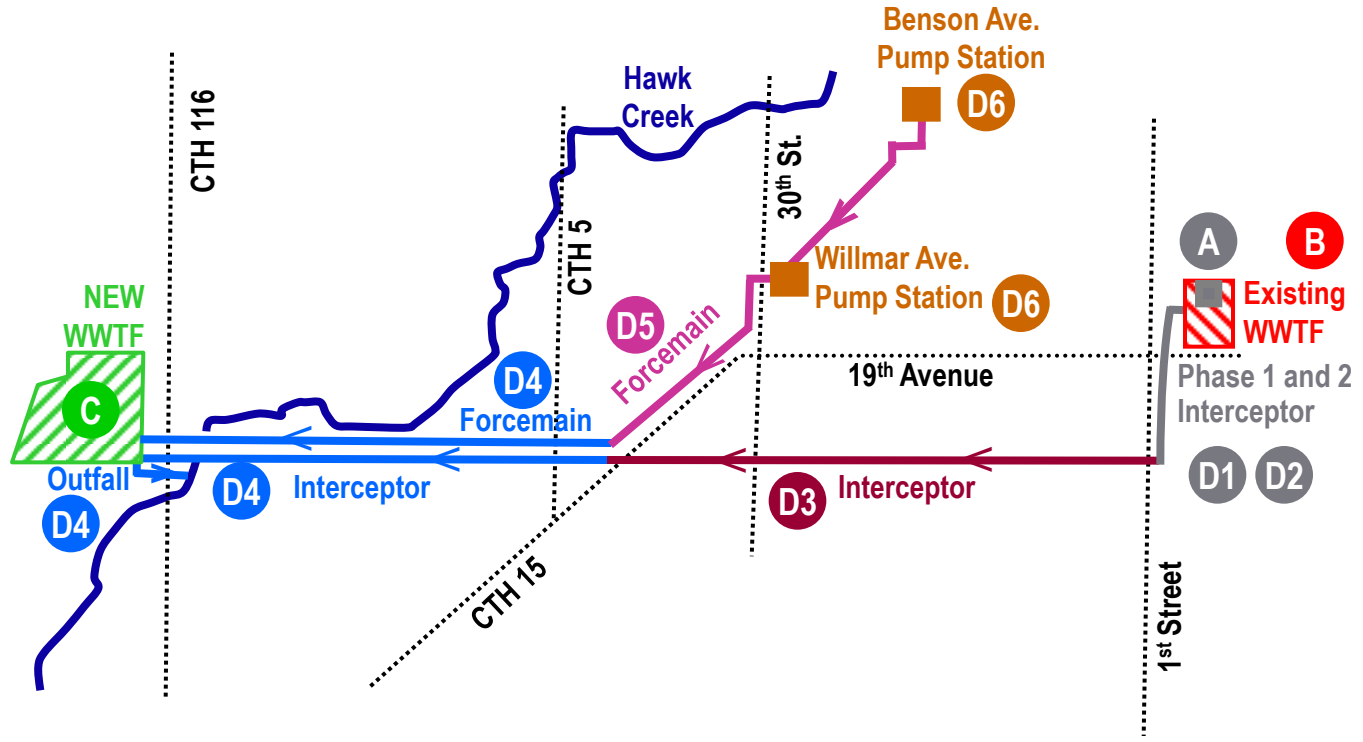 Benson Ave.
Pump Station
D6
Hawk
Creek
CTH 116
30th St.
CTH 5
A
B
Willmar Ave.
Pump Station
D6
Existing
WWTF
NEW
WWTF
D5
Forcemain
19th Avenue
Phase 1 and 2
Interceptor
D4
Forcemain
C
Outfall
D4
D4
Interceptor
D3
Interceptor
D1
D2
CTH 15
1st Street